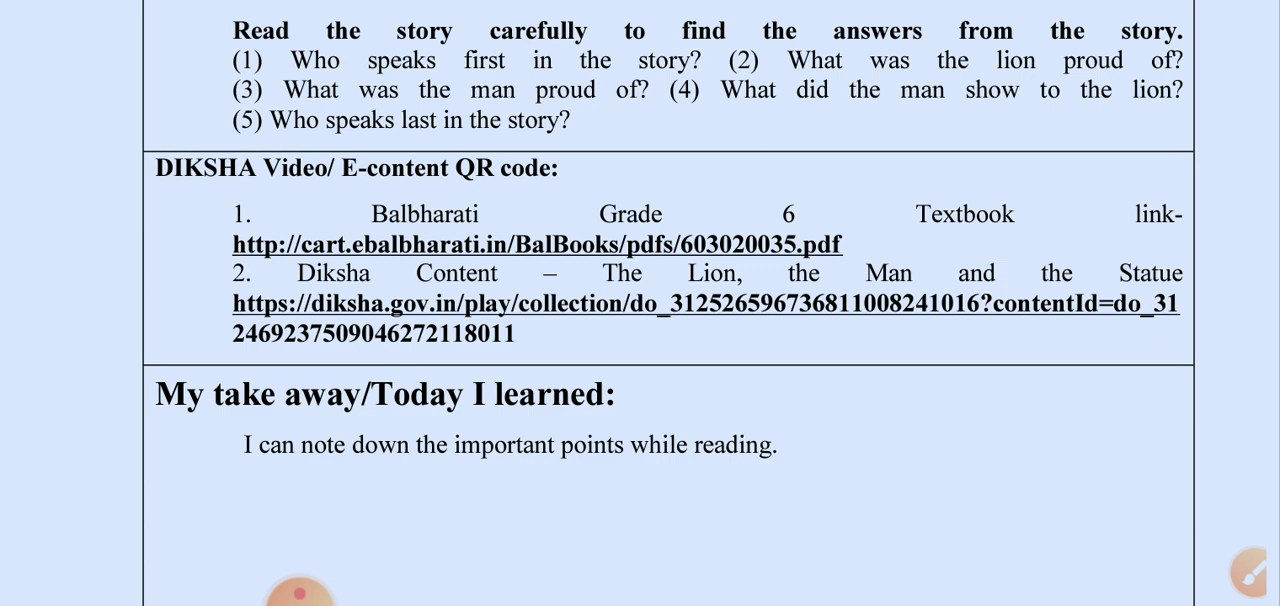 Read the story carefully to find the answers from the story.
(1) Who speaks first in the story? (2) What was the lion proud of?
(3) What was the man proud of? (4) What did the man show to the lion?
(5) Who speaks last in the story?
DIKSHA Video/ E-content QR code:
1. Balbharati Grade 6 Textbook link-
http://cart.ebalbharati.in/BalBooks/pdfs/603020035.pdf
2. Diksha Content – The Lion, the Man and the Statue
https://diksha.gov.in/play/collection/do_31252659673681100824​1016?contentId=do_31
246923750904627​2118011
My take away/Today I learned:
I can note down the important points while reading.